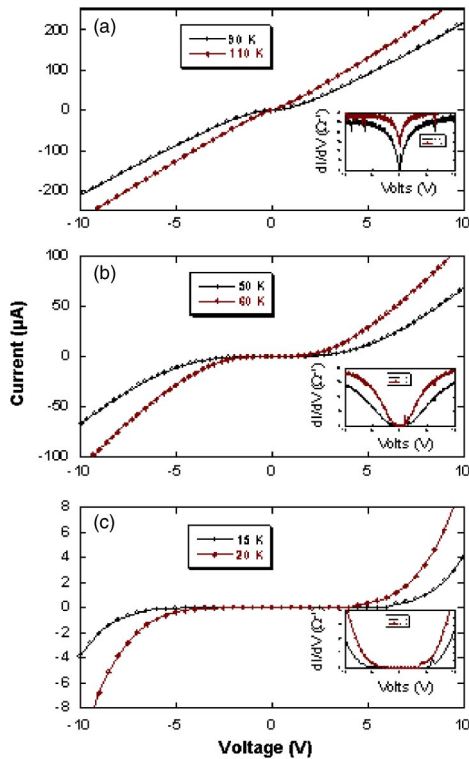 (a)
90 K
110 K
200
100
0
-100
-200
dI/dV (Ω⁻¹)
Volts (V)
-10 -5 0 5 10
(b)
50 K
60 K
100
50
0
-50
-100
dI/dV (Ω⁻¹)
Volts (V)
-10 -5 0 5 10
Current (μA)
(c)
15 K
20 K
8
6
4
2
0
-2
-4
-6
-8
dI/dV (Ω⁻¹)
Volts (V)
-10 -5 0 5 10
Voltage (V)